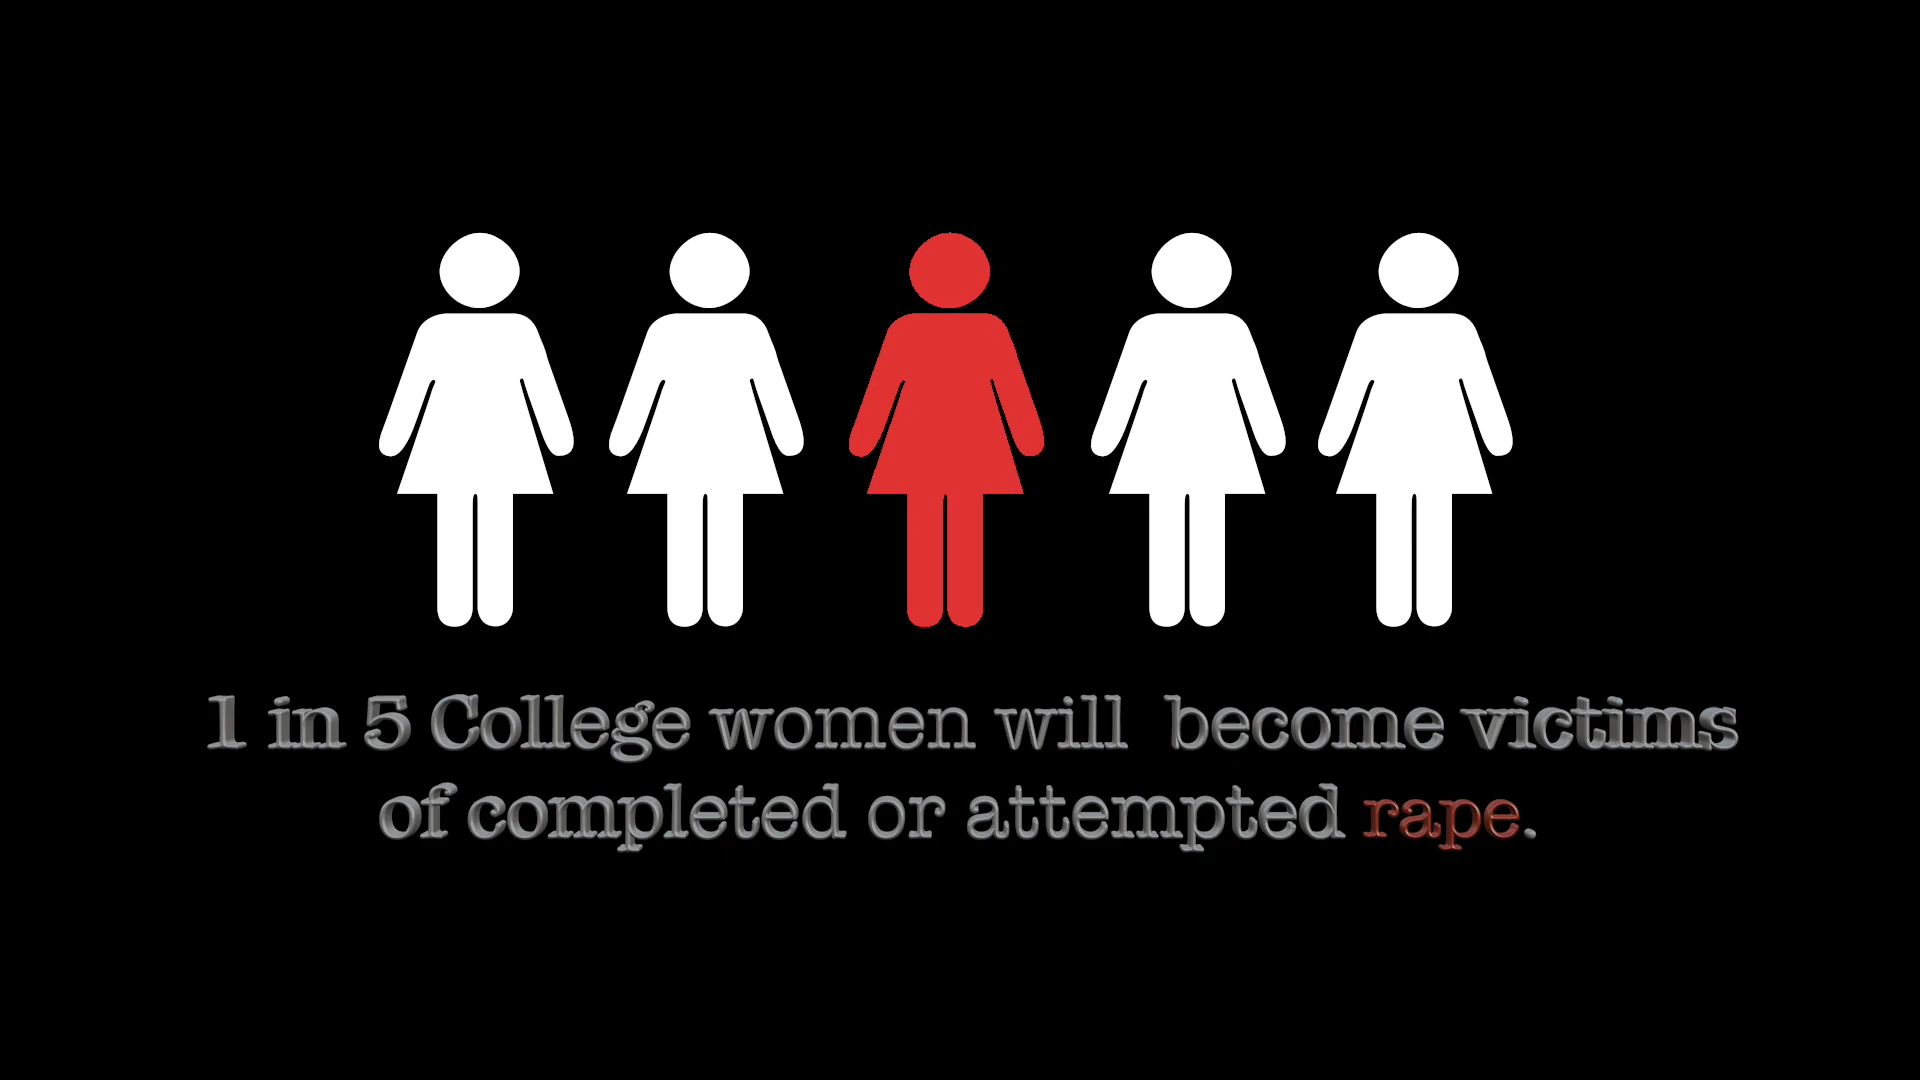 1 in 5 College women will become victims
of completed or attempted rape.